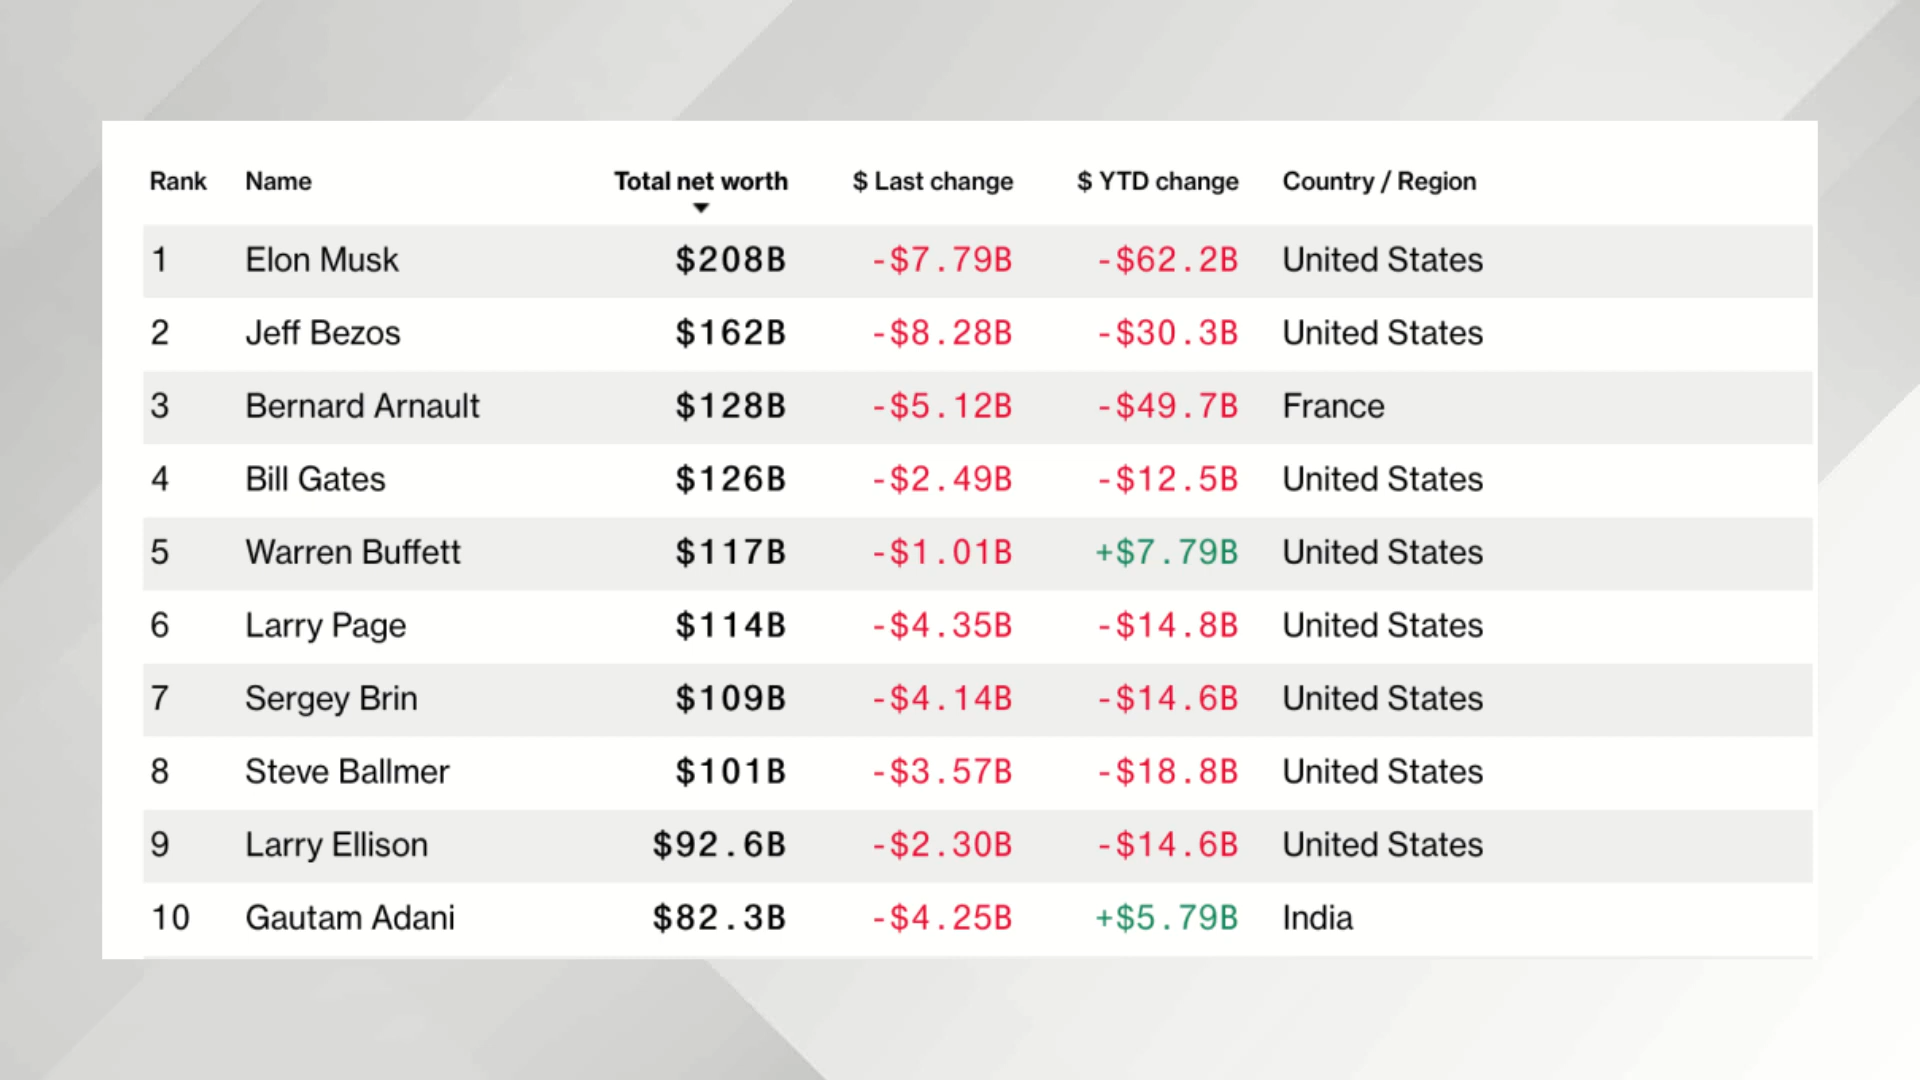 Rank Name Total net worth $ Last change $ YTD change Country / Region
1 Elon Musk $208B -$7.79B -$62.2B United States
2 Jeff Bezos $162B -$8.28B -$30.3B United States
3 Bernard Arnault $128B -$5.12B -$49.7B France
4 Bill Gates $126B -$2.49B -$12.5B United States
5 Warren Buffett $117B -$1.01B +$7.79B United States
6 Larry Page $114B -$4.35B -$14.8B United States
7 Sergey Brin $109B -$4.14B -$14.6B United States
8 Steve Ballmer $101B -$3.57B -$18.8B United States
9 Larry Ellison $92.6B -$2.30B -$14.6B United States
10 Gautam Adani $82.3B -$4.25B +$5.79B India